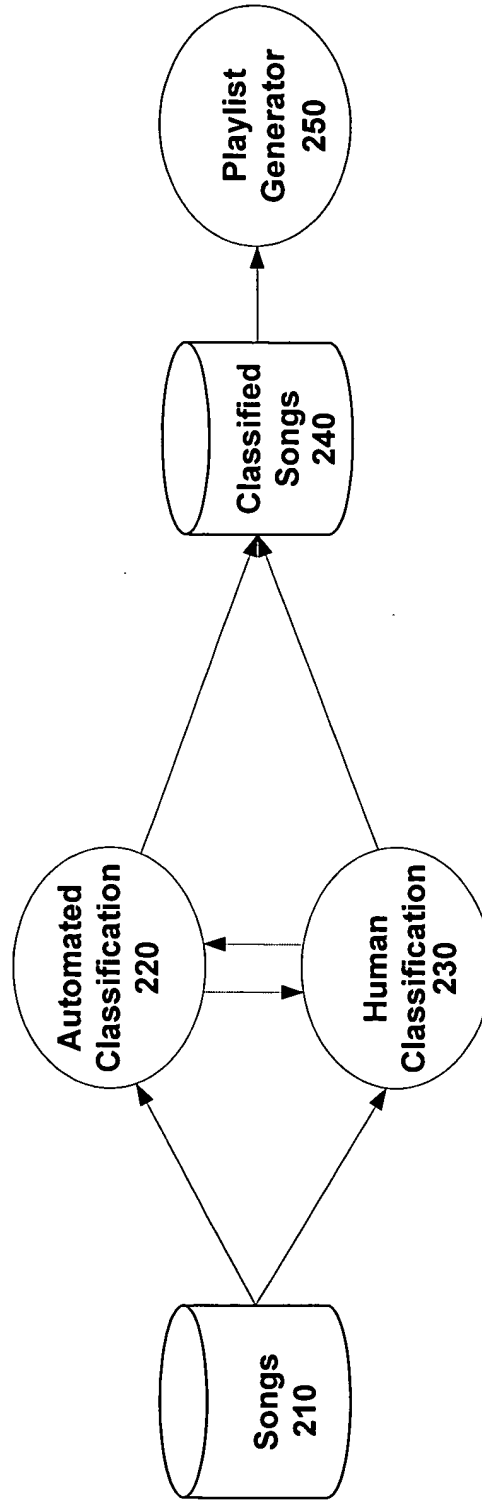 Songs
210
Automated
Classification
220
Human
Classification
230
Classified
Songs
240
Playlist
Generator
250